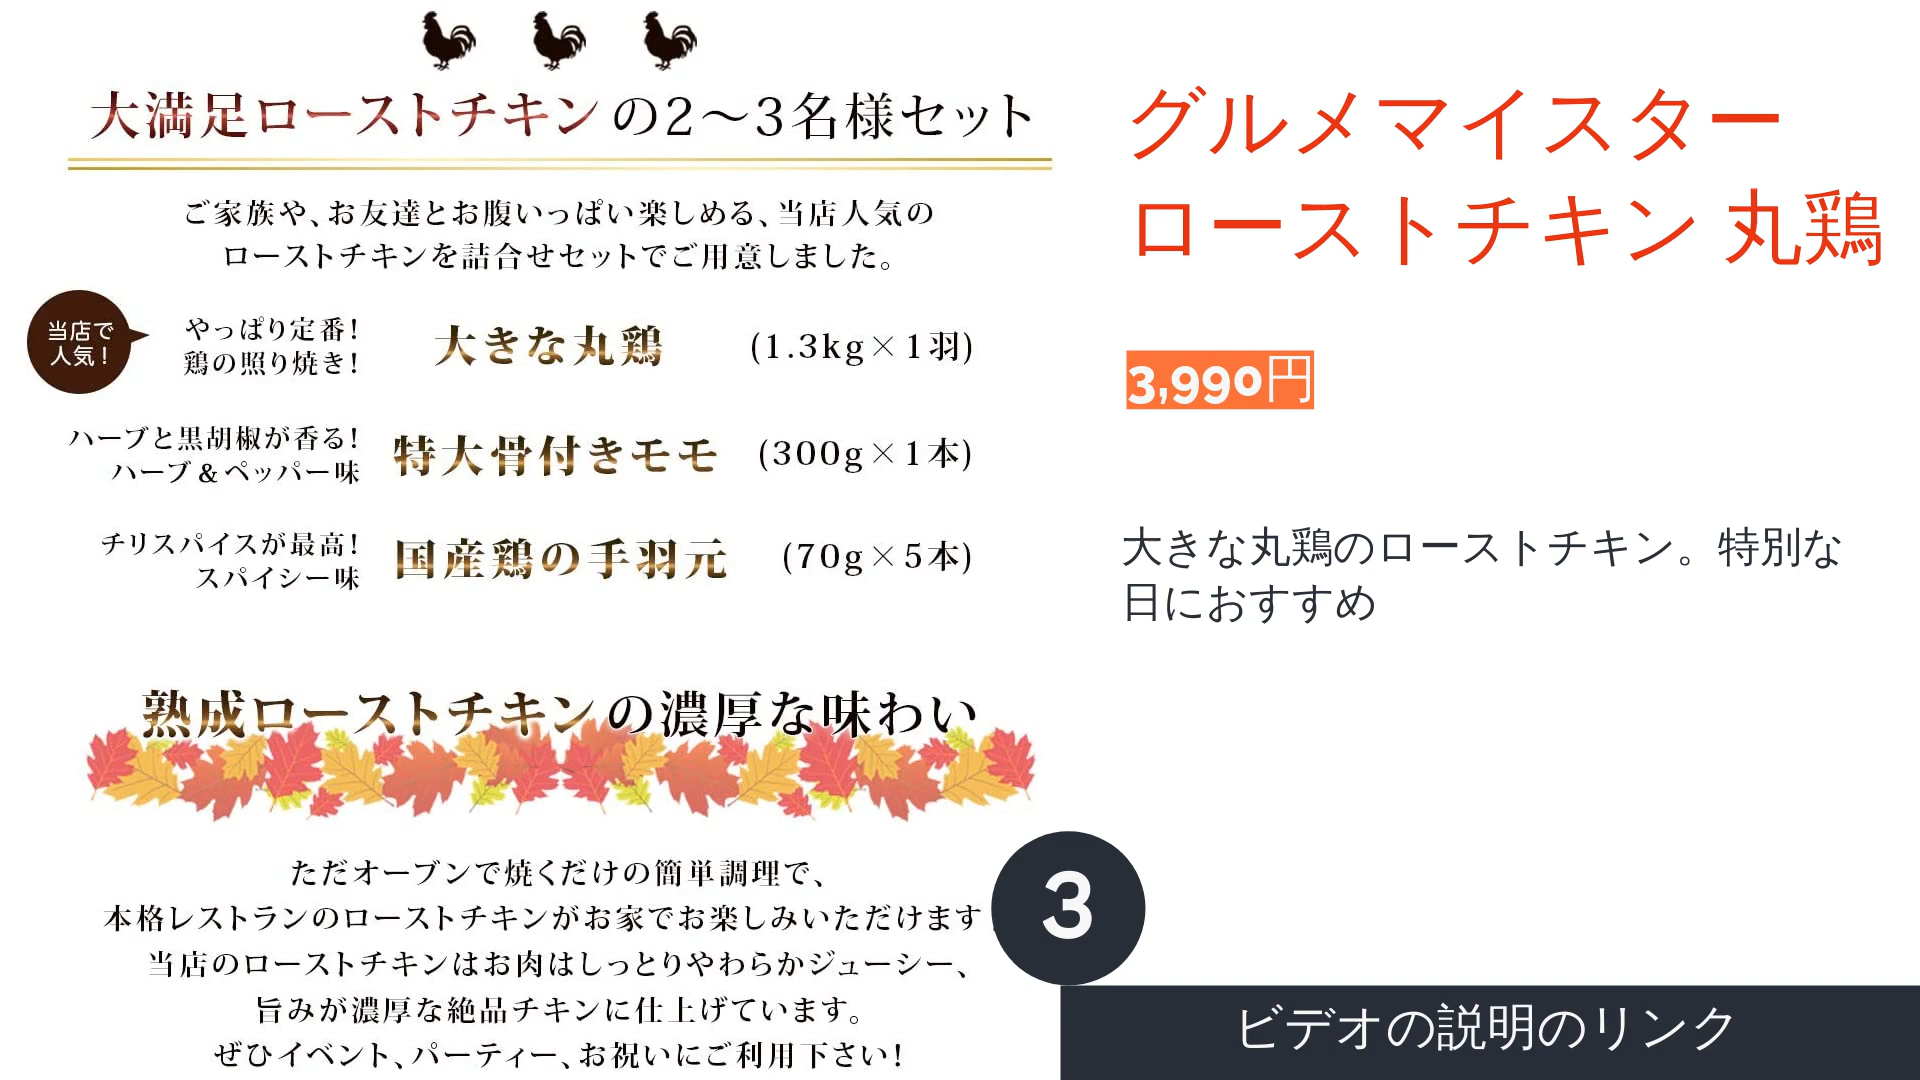 大満足ローストチキンの2〜3名様セット
ご家族や、お友達とお腹いっぱい楽しめる、当店人気の
ローストチキンを詰合せセットでご用意しました。
当店で
人気！
やっぱり定番！
鶏の照り焼き！
大きな丸鶏
(1.3kg×1羽)
ハーブと黒胡椒が香る！
ハーブ＆ペッパー味
特大骨付きモモ
(300g×1本)
チリスパイスが最高！
スパイシー味
国産鶏の手羽元
(70g×5本)
熟成ローストチキンの濃厚な味わい
ただオーブンで焼くだけの簡単調理で、
本格レストランのローストチキンがお家でお楽しみいただけます
当店のローストチキンはお肉はしっとりやわらかジューシー、
旨みが濃厚な絶品チキンに仕上げています。
ぜひイベント、パーティー、お祝いにご利用下さい！
グルメマイスター
ローストチキン 丸鶏
3,990円
大きな丸鶏のローストチキン。特別な
日におすすめ
3
ビデオの説明のリンク